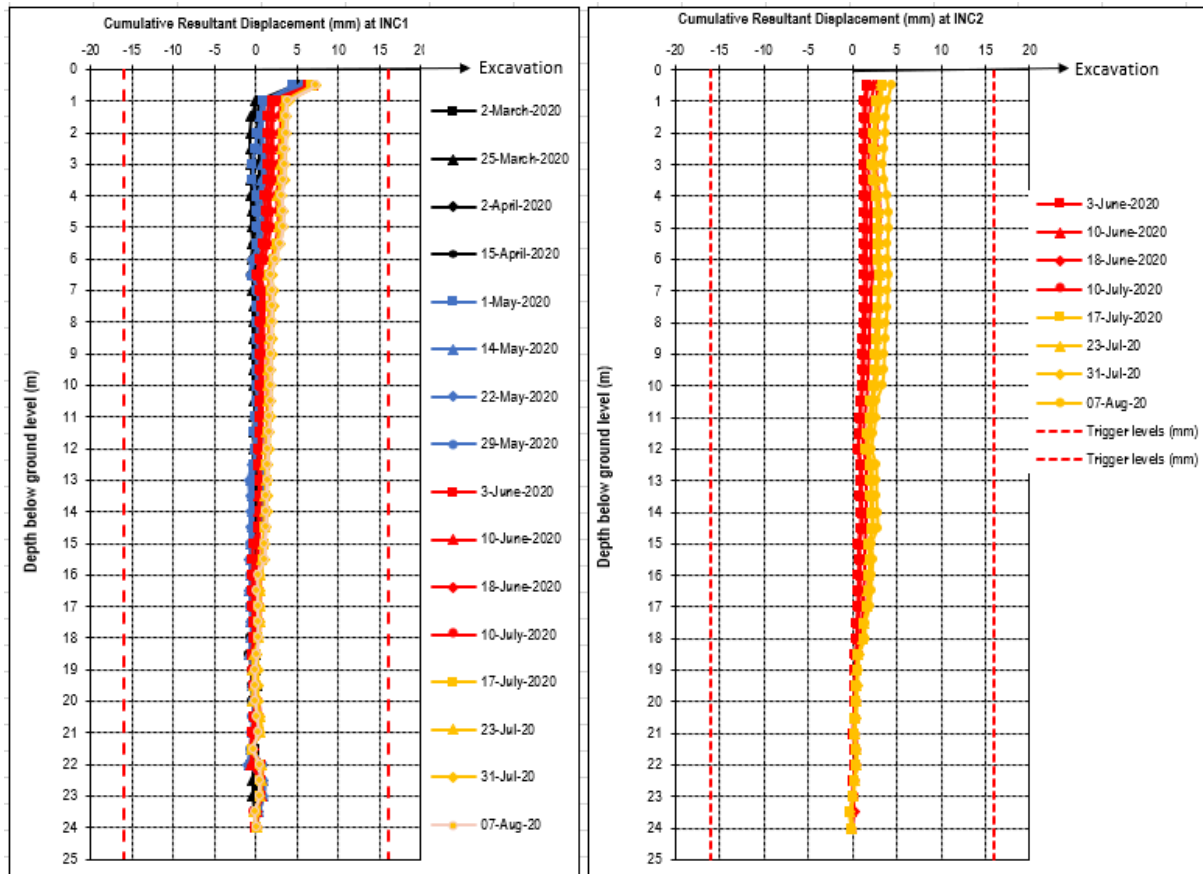 Cumulative Resultant Displacement (mm) at INC1
-20 -15 -10 -5 0 5 10 15 20
Excavation
Depth below ground level (m)
0
1
2
3
4
5
6
7
8
9
10
11
12
13
14
15
16
17
18
19
20
21
22
23
24
25
2-March-2020
25-March-2020
2-April-2020
15-April-2020
1-May-2020
14-May-2020
22-May-2020
29-May-2020
3-June-2020
10-June-2020
18-June-2020
10-July-2020
17-July-2020
23-Jul-20
31-Jul-20
07-Aug-20
Cumulative Resultant Displacement (mm) at INC2
-20 -15 -10 -5 0 5 10 15 20
Excavation
Depth below ground level (m)
0
1
2
3
4
5
6
7
8
9
10
11
12
13
14
15
16
17
18
19
20
21
22
23
24
25
3-June-2020
10-June-2020
18-June-2020
10-July-2020
17-July-2020
23-Jul-20
31-Jul-20
07-Aug-20
Trigger levels (mm)
Trigger levels (mm)